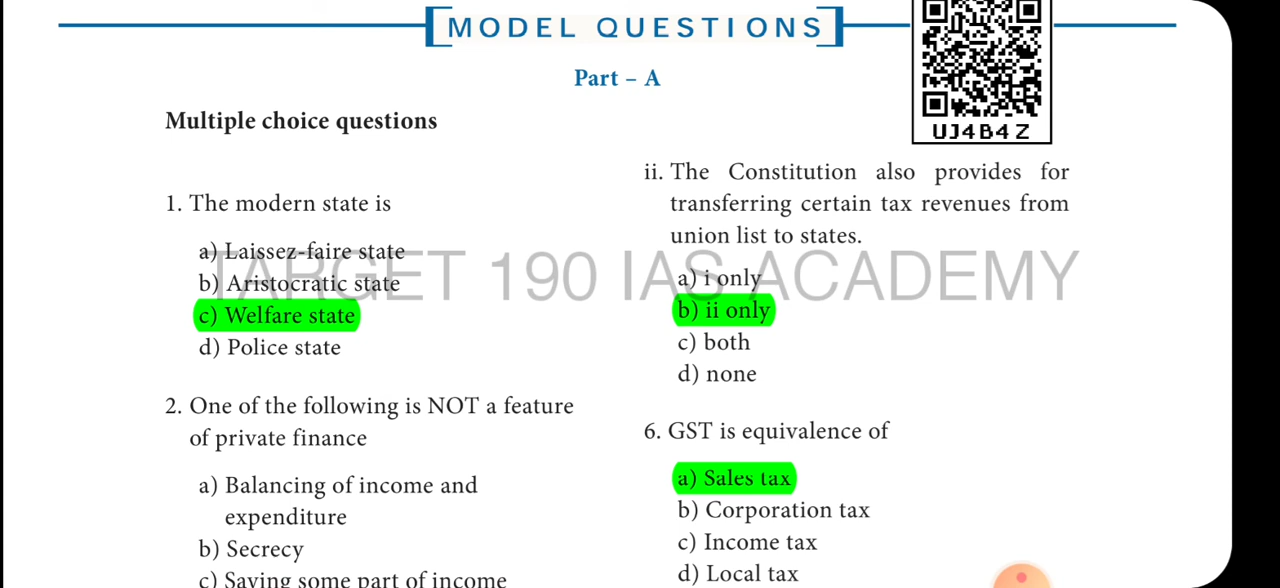 MODEL QUESTIONS
UJ4B4Z
Part – A
Multiple choice questions
1. The modern state is
a) Laissez-faire state
b) Aristocratic state
c) Welfare state
d) Police state
2. One of the following is NOT a feature
of private finance
a) Balancing of income and
expenditure
b) Secrecy
c) Saving some part of income
ii. The Constitution also provides for
transferring certain tax revenues from
union list to states.
a) i only
b) ii only
c) both
d) none
6. GST is equivalence of
a) Sales tax
b) Corporation tax
c) Income tax
d) Local tax
TARGET 190 IAS ACADEMY